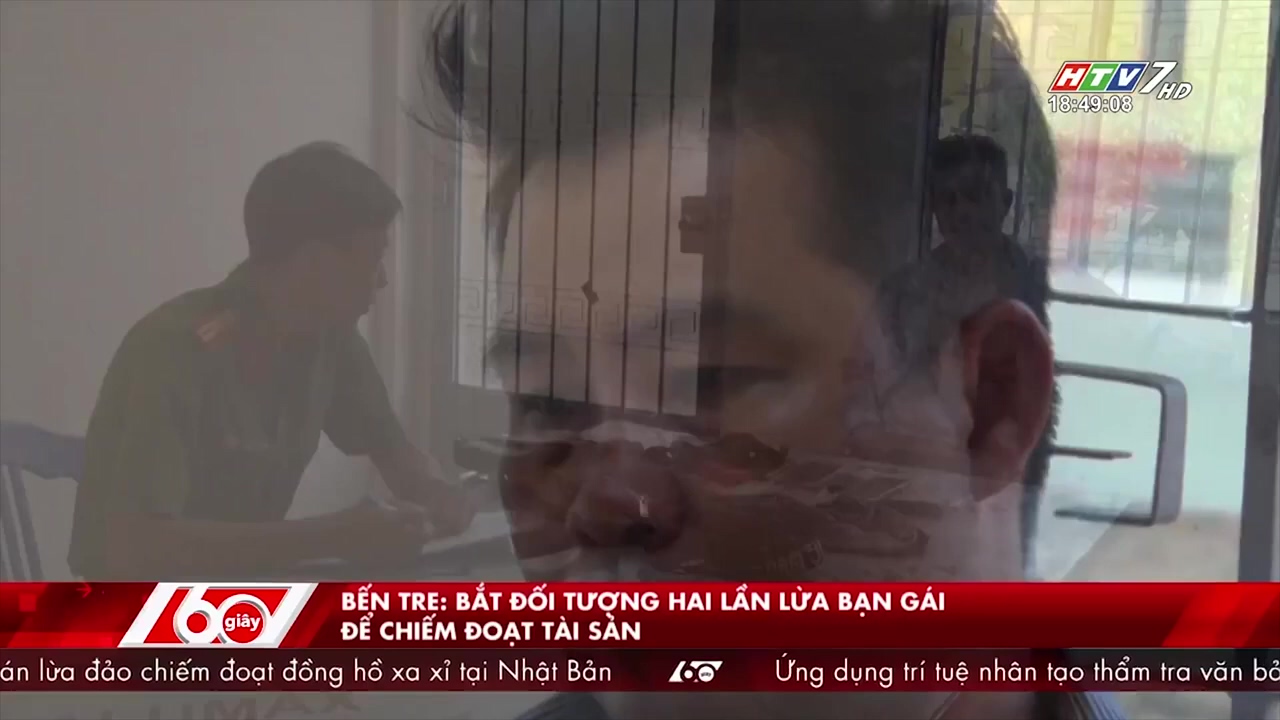 HTV7 HD
18:49:08
60 giây
BẾN TRE: BẮT ĐỐI TƯỢNG HAI LẦN LỪA BẠN GÁI
ĐỂ CHIẾM ĐOẠT TÀI SẢN
án lừa đảo chiếm đoạt đồng hồ xa xỉ tại Nhật Bản
60 giây
Ứng dụng trí tuệ nhân tạo thẩm tra văn bả